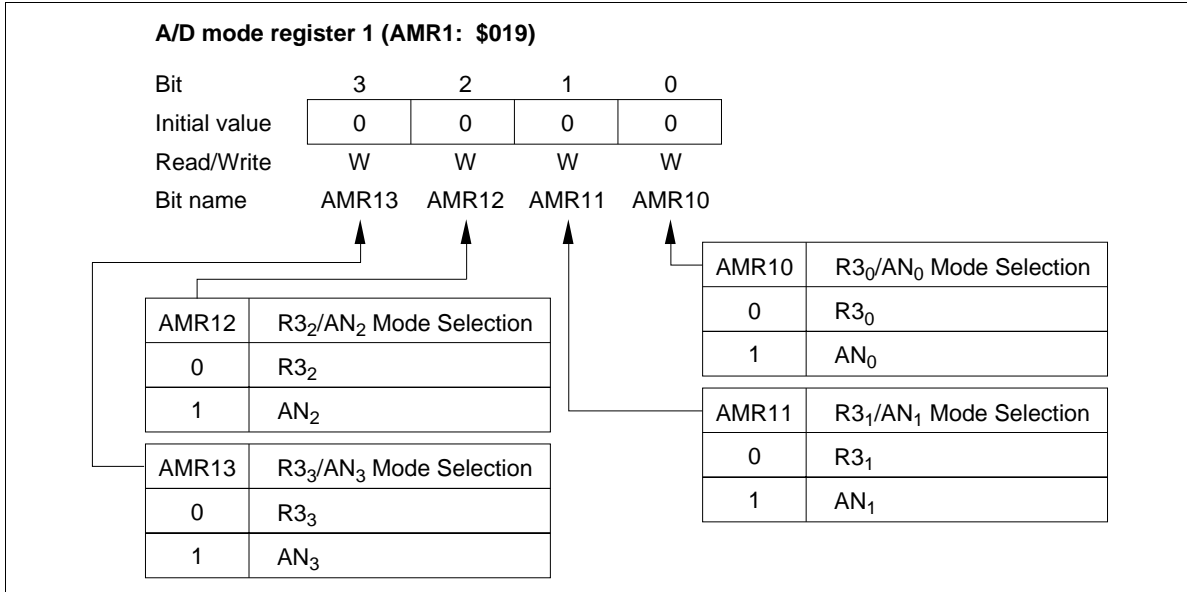 A/D mode register 1 (AMR1: $019)
Bit 3 2 1 0
Initial value 0 0 0 0
Read/Write W W W W
Bit name AMR13 AMR12 AMR11 AMR10
AMR12 R3₂/AN₂ Mode Selection
0 R3₂
1 AN₂
AMR13 R3₃/AN₃ Mode Selection
0 R3₃
1 AN₃
AMR10 R3₀/AN₀ Mode Selection
0 R3₀
1 AN₀
AMR11 R3₁/AN₁ Mode Selection
0 R3₁
1 AN₁